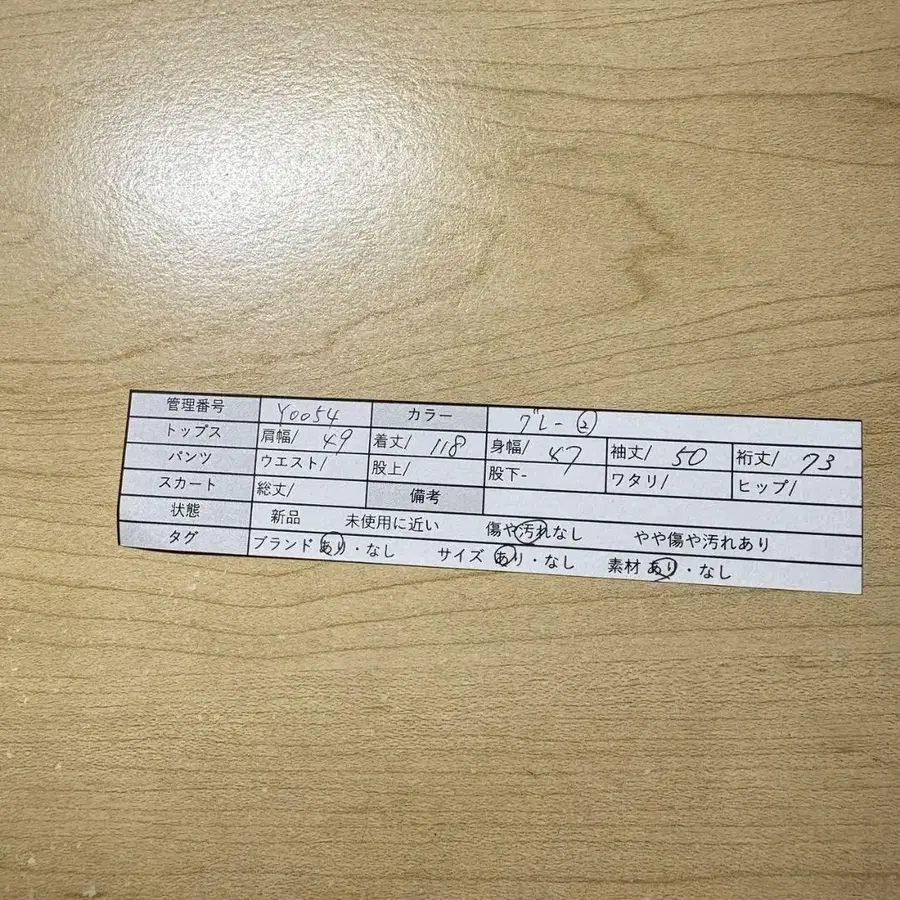 管理番号 Y0054 カラー グレー ②
トップス 肩幅/ 49 着丈/ 118 身幅/ 47 袖丈/ 50 裄丈/ 73
パンツ ウエスト/ 股上/ 股下- ワタリ/ ヒップ/
スカート 総丈/ 備考
状態 新品 未使用に近い 傷や汚れなし やや傷や汚れあり
タグ ブランド あり・なし サイズ あり・なし 素材 あり・なし